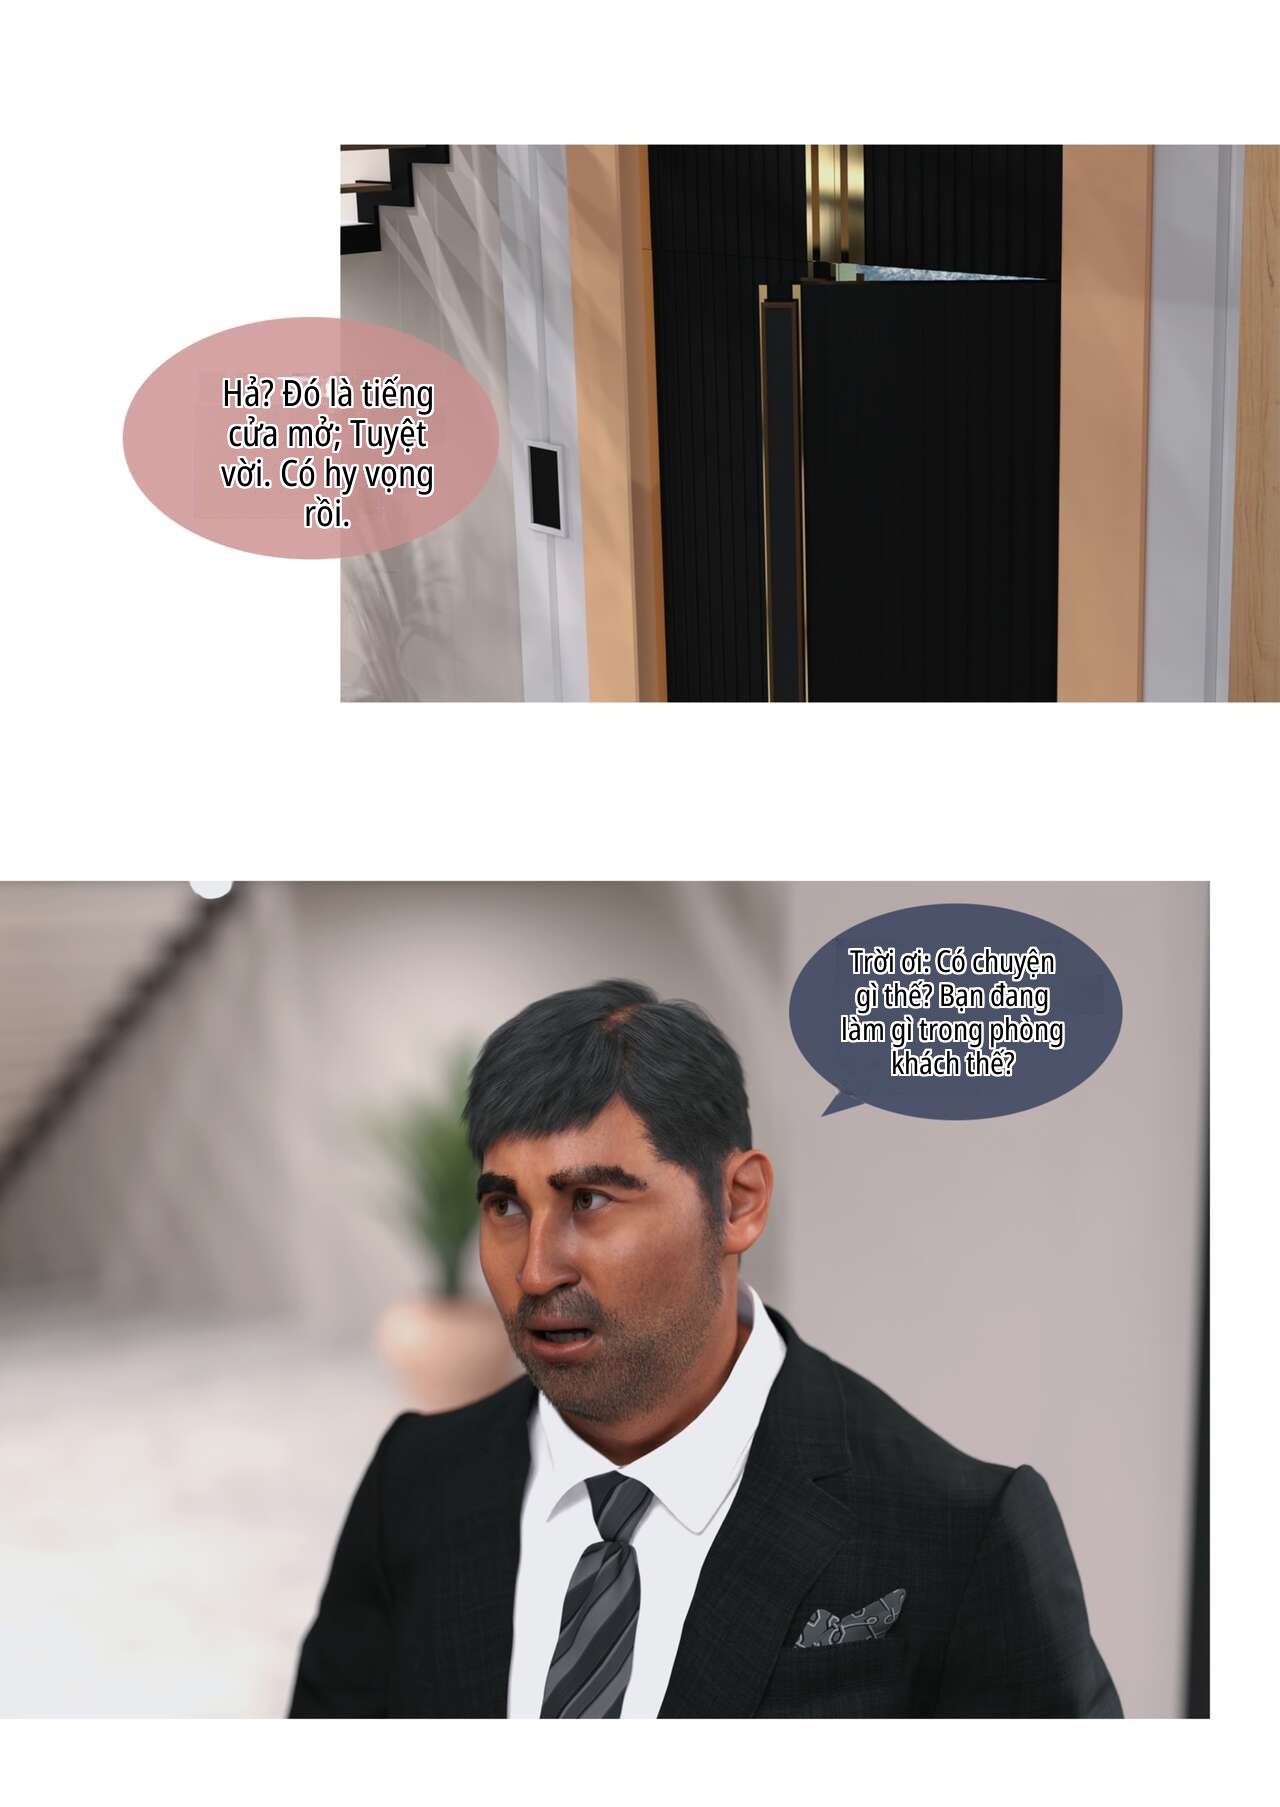 Hả? Đó là tiếng
cửa mở; Tuyệt
vời. Có hy vọng
rồi.
Trời ơi: Có chuyện
gì thế? Bạn đang
làm gì trong phòng
khách thế?